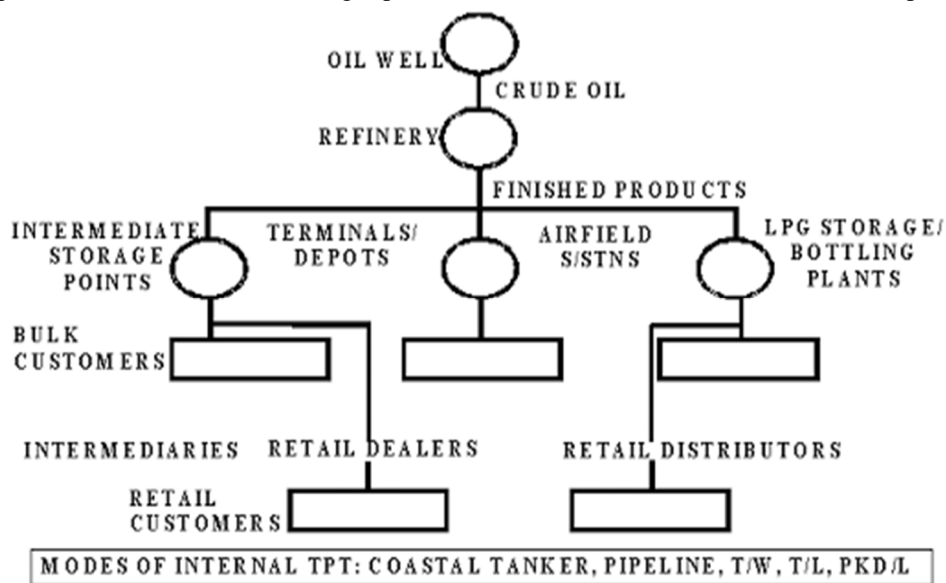 OIL WELL
CRUDE OIL
REFINERY
FINISHED PRODUCTS
INTERMEDIATE
STORAGE
POINTS
TERMINALS/
DEPOTS
AIRFIELD
S/STNS
LPG STORAGE/
BOTTLING
PLANTS
BULK
CUSTOMERS
INTERMEDIARIES
RETAIL DEALERS
RETAIL DISTRIBUTORS
RETAIL
CUSTOMERS
MODES OF INTERNAL TPT: COASTAL TANKER, PIPELINE, T/W, T/L, PKD/L